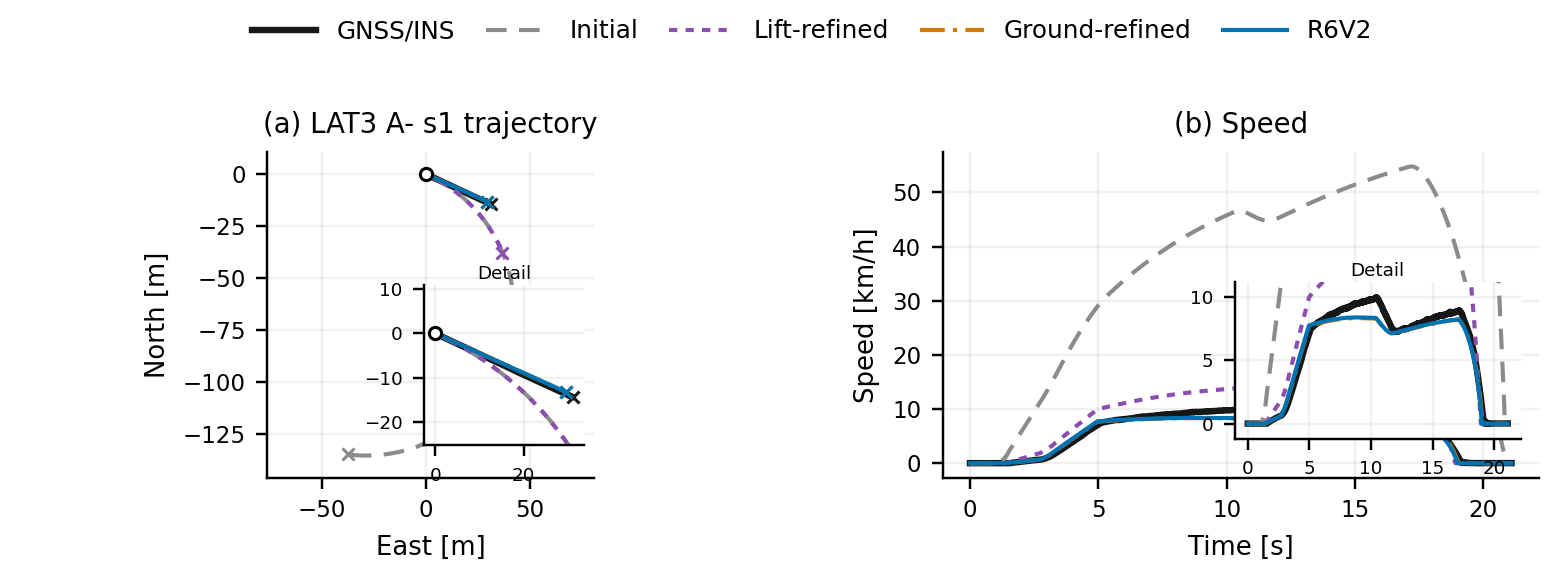 GNSS/INS Initial Lift-refined Ground-refined R6V2
(a) LAT3 A- s1 trajectory
North [m]
0
−25
−50
−75
−100
−125
−50 0 50
East [m]
Detail
10
0
−10
−20
0 20
(b) Speed
Speed [km/h]
50
40
30
20
10
0
0 5 10 15 20
Time [s]
Detail
10
5
0
0 5 10 15 20